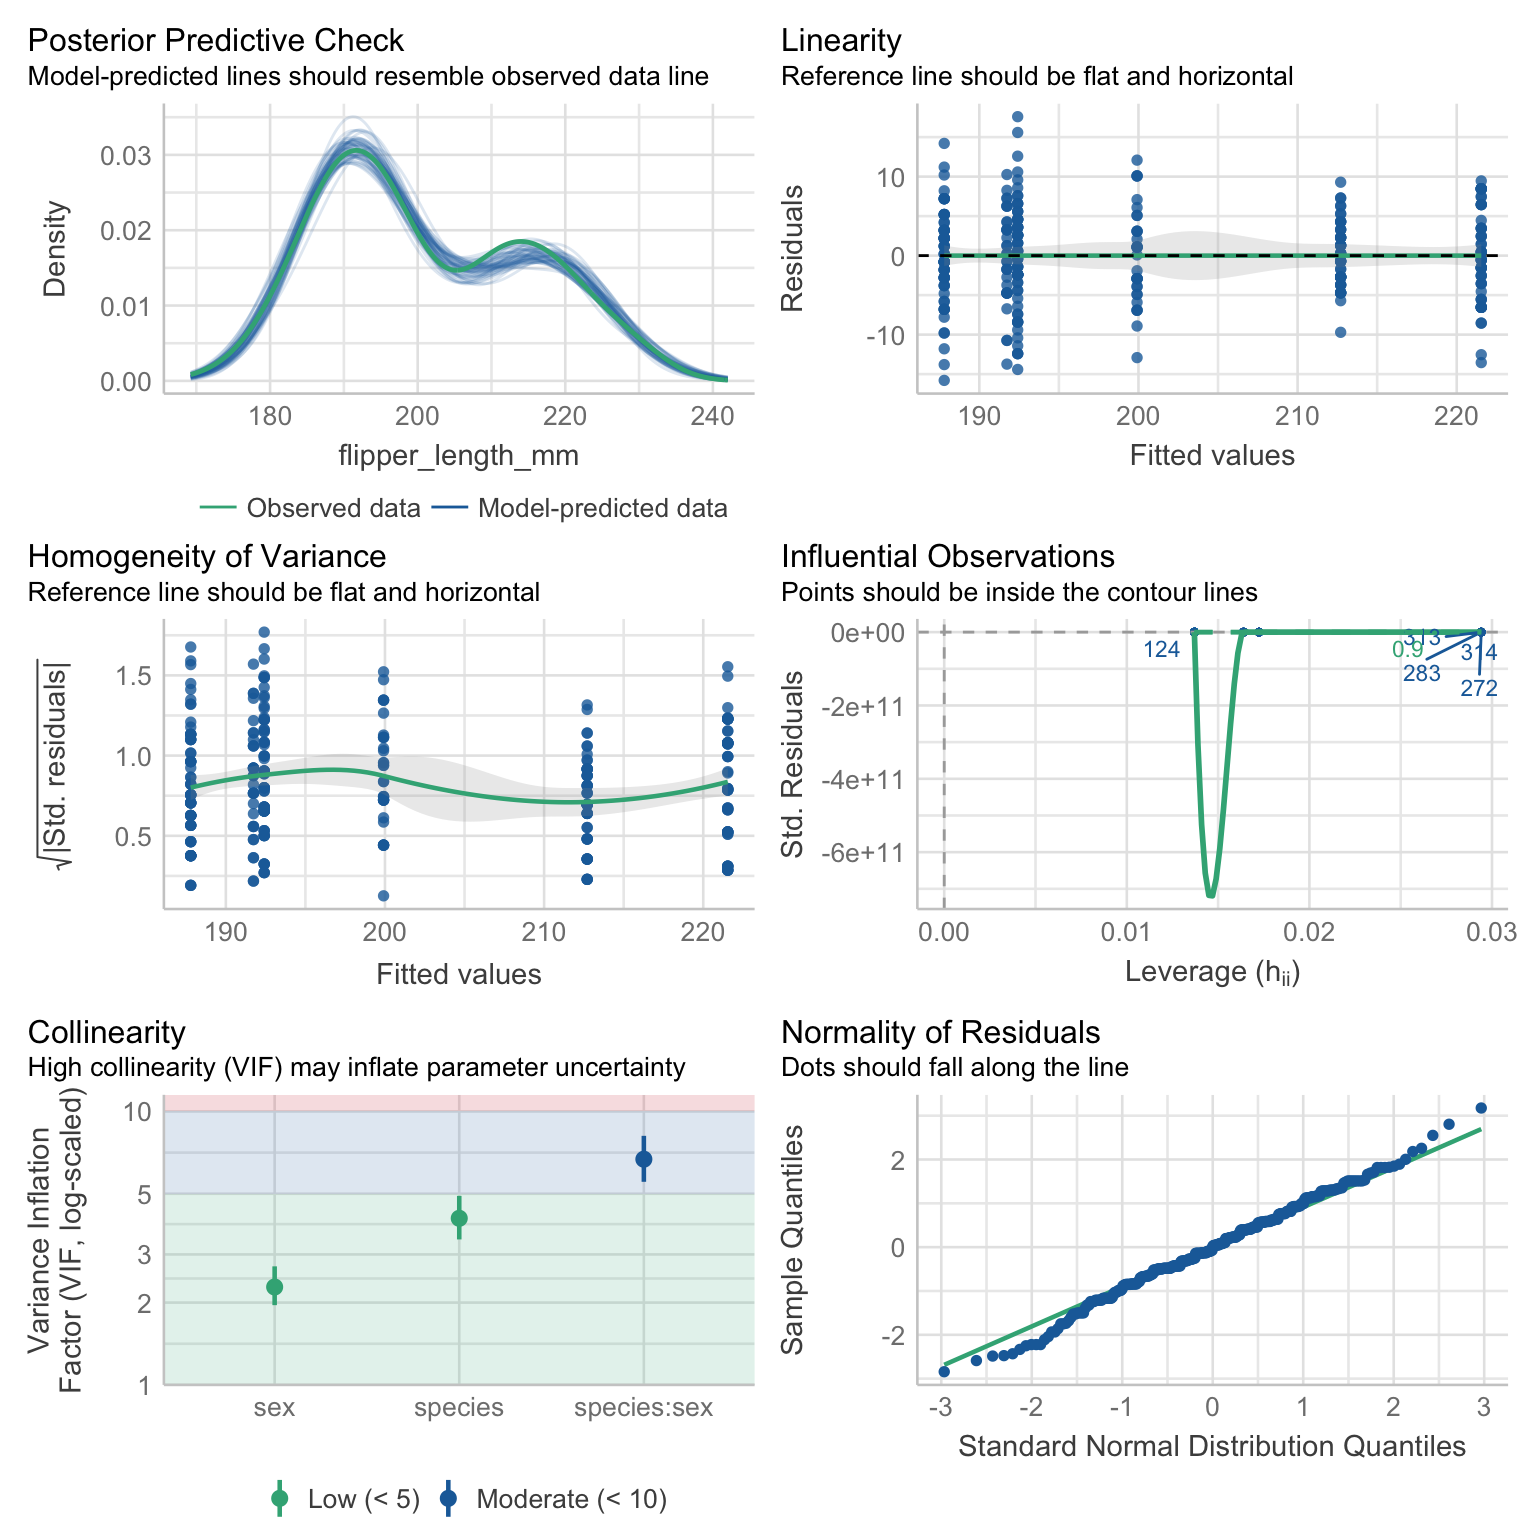 Posterior Predictive Check
Model-predicted lines should resemble observed data line
0.03
0.02
0.01
0.00
Density
180
200
220
240
flipper_length_mm
Observed data
Model-predicted data
Linearity
Reference line should be flat and horizontal
10
0
-10
Residuals
190
200
210
220
Fitted values
Homogeneity of Variance
Reference line should be flat and horizontal
1.5
1.0
0.5
√|Std. residuals|
190
200
210
220
Fitted values
Influential Observations
Points should be inside the contour lines
0e+00
-2e+11
-4e+11
-6e+11
Std. Residuals
124
313
0.9
314
283
272
0.00
0.01
0.02
0.03
Leverage (hii)
Collinearity
High collinearity (VIF) may inflate parameter uncertainty
10
5
3
2
1
Variance Inflation
Factor (VIF, log-scaled)
sex
species
species:sex
Low (< 5)
Moderate (< 10)
Normality of Residuals
Dots should fall along the line
2
0
-2
Sample Quantiles
-3
-2
-1
0
1
2
3
Standard Normal Distribution Quantiles